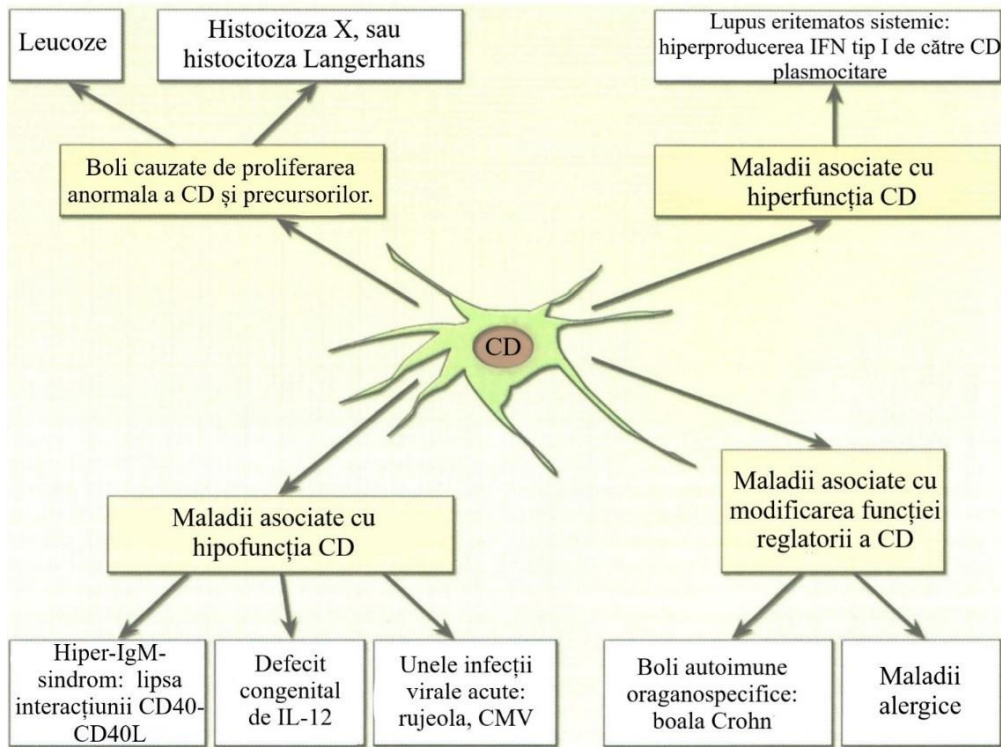 Leucoze
Histocitoza X, sau
histocitoza Langerhans
Lupus eritematos sistemic:
hiperproducerea IFN tip I de către CD
plasmocitare
Boli cauzate de proliferarea
anormala a CD și precursorilor.
Maladii asociate cu
hiperfuncția CD
CD
Maladii asociate cu
hipofuncția CD
Maladii asociate cu
modificarea funcției
reglatorii a CD
Hiper-IgM-
sindrom: lipsa
interacțiunii CD40-
CD40L
Defecit
congenital
de IL-12
Unele infecții
virale acute:
rujeola, CMV
Boli autoimune
oraganospecifice:
boala Crohn
Maladii
alergice